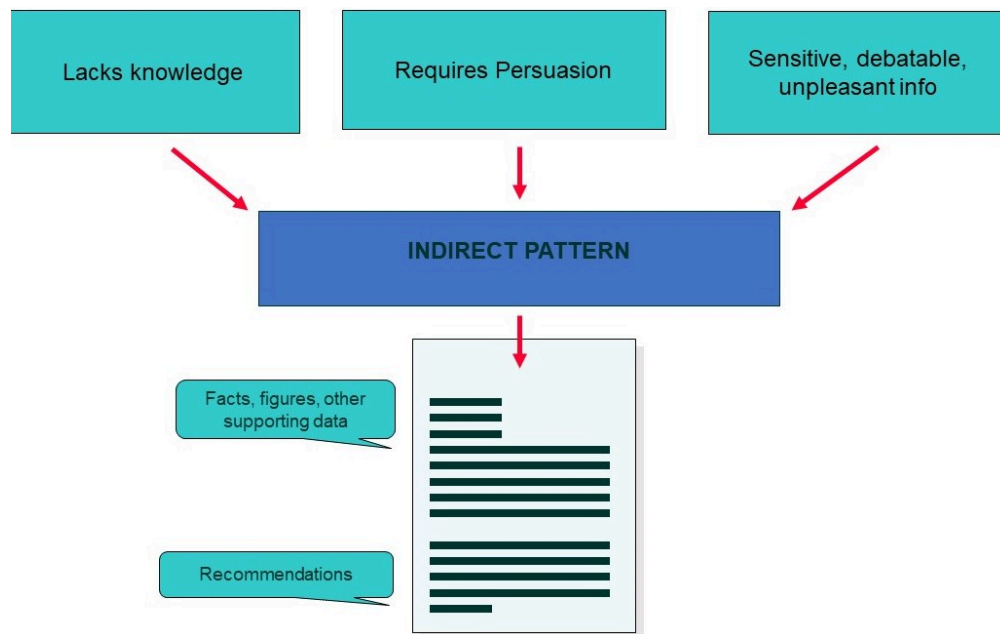 Lacks knowledge
Requires Persuasion
Sensitive, debatable,
unpleasant info
INDIRECT PATTERN
Facts, figures, other
supporting data
Recommendations